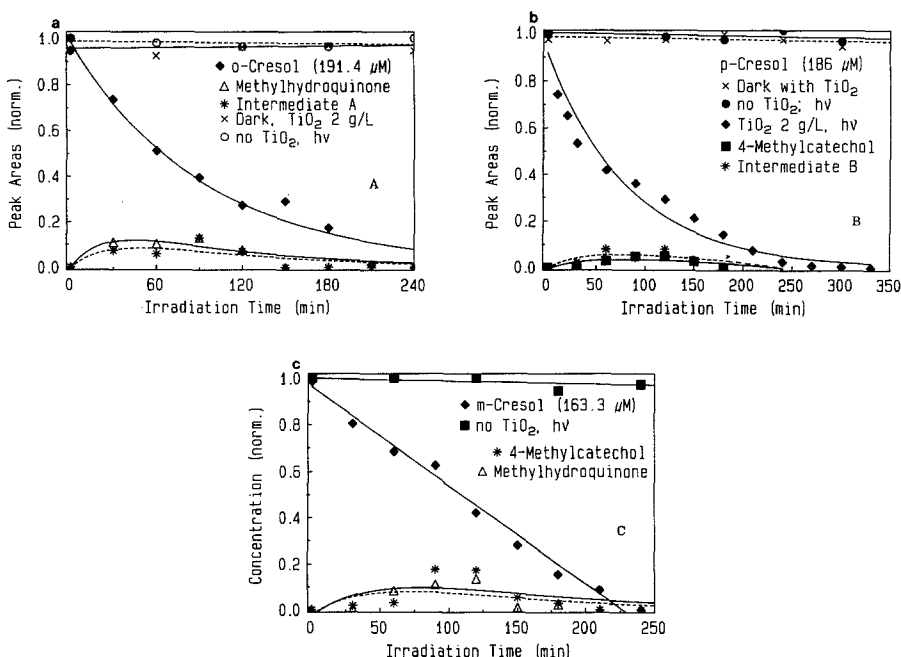 a
Peak Areas (norm.)
1.0
0.8
0.6
0.4
0.2
0.0
◆ o-Cresol (191.4 μM)
△ Methylhydroquinone
✳ Intermediate A
× Dark, TiO₂ 2 g/L
○ no TiO₂, hν
A
0 60 120 180 240
Irradiation Time (min)
b
Peak Areas (norm.)
1.0
0.8
0.6
0.4
0.2
0.0
p-Cresol (186 μM)
× Dark with TiO₂
● no TiO₂; hν
◆ TiO₂ 2 g/L, hν
■ 4-Methylcatechol
✳ Intermediate B
B
0 50 100 150 200 250 300 350
Irradiation Time (min)
c
Concentration (norm.)
1.0
0.8
0.6
0.4
0.2
0.0
◆ m-Cresol (163.3 μM)
■ no TiO₂, hν
✳ 4-Methylcatechol
△ Methylhydroquinone
C
0 50 100 150 200 250
Irradiation Time (min)